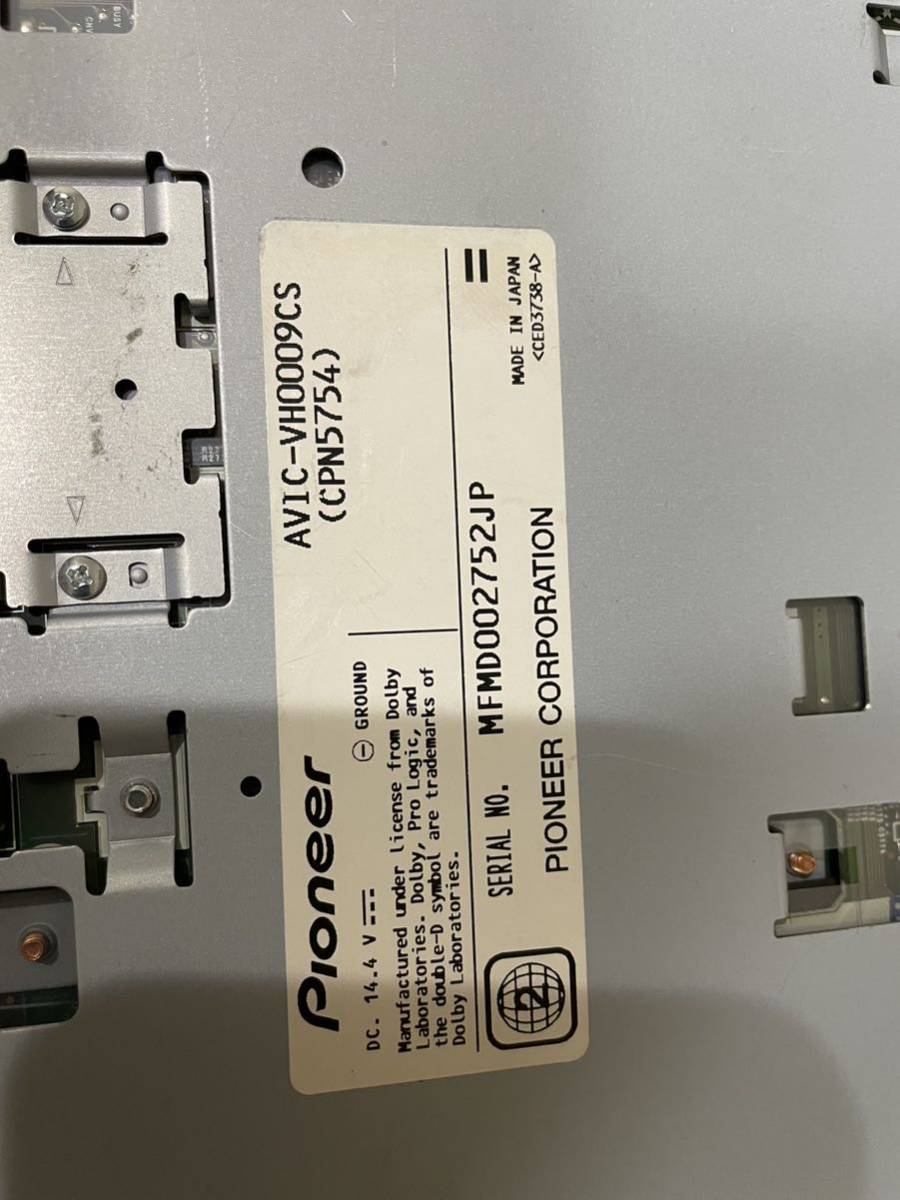 Pioneer
AVIC-VH0009CS
(CPN5754)
DC. 14.4 V
GROUND
Manufactured under license from Dolby
Laboratories. Dolby, Pro Logic, and
the double-D symbol are trademarks of
Dolby Laboratories.
SERIAL NO. MFMD002752JP
2
PIONEER CORPORATION
MADE IN JAPAN
<CED3738-A>
BUSY